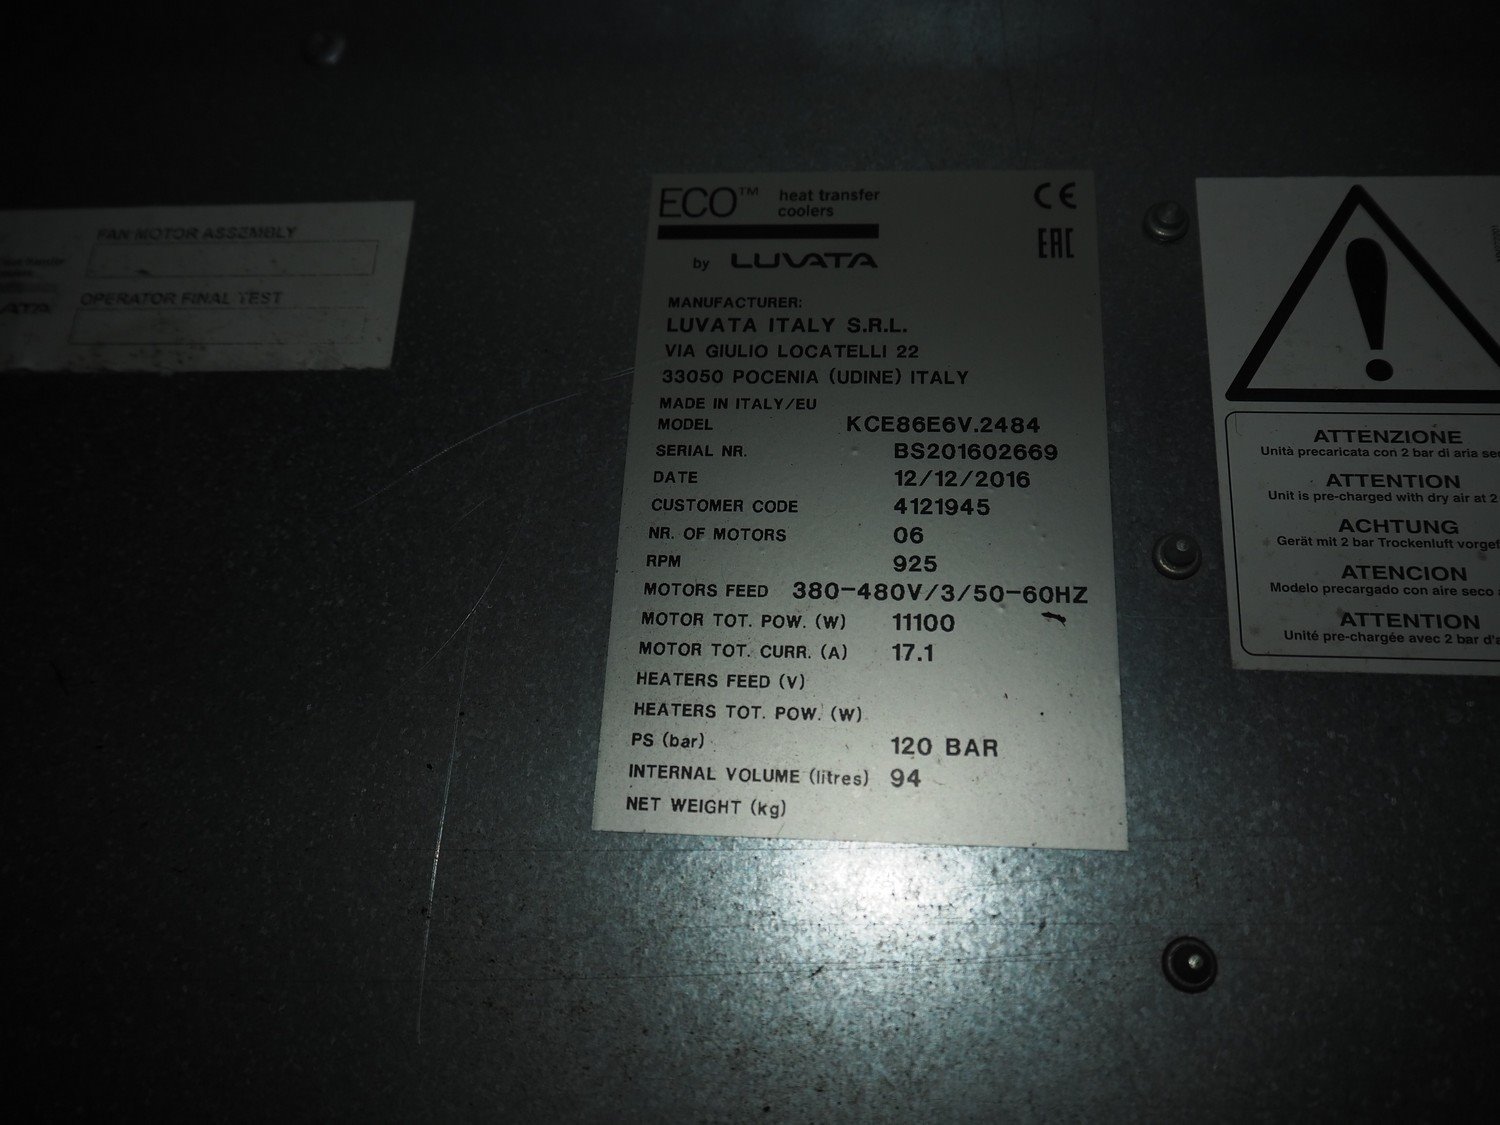 FAN MOTOR ASSEMBLY
OPERATOR FINAL TEST
heat transfer
ECO™ heat transfer
coolers
CE
EAC
by LUVATA
MANUFACTURER:
LUVATA ITALY S.R.L.
VIA GIULIO LOCATELLI 22
33050 POCENIA (UDINE) ITALY
MADE IN ITALY/EU
MODEL KCE86E6V.2484
SERIAL NR. BS201602669
DATE 12/12/2016
CUSTOMER CODE 4121945
NR. OF MOTORS 06
RPM 925
MOTORS FEED 380-480V/3/50-60HZ
MOTOR TOT. POW. (W) 11100
MOTOR TOT. CURR. (A) 17.1
HEATERS FEED (V)
HEATERS TOT. POW. (W)
PS (bar) 120 BAR
INTERNAL VOLUME (litres) 94
NET WEIGHT (kg)
ATTENZIONE
Unità precaricata con 2 bar di aria
ATTENTION
Unit is pre-charged with dry air at 2
ACHTUNG
Gerät mit 2 bar Trockenluft
ATENCION
Modelo precargado con aire seco
ATTENTION
Unité pre-chargée avec 2 bar